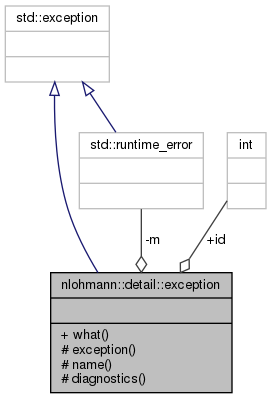 std::exception
std::runtime_error
int
-m
+id
nlohmann::detail::exception
+ what()
# exception()
# name()
# diagnostics()